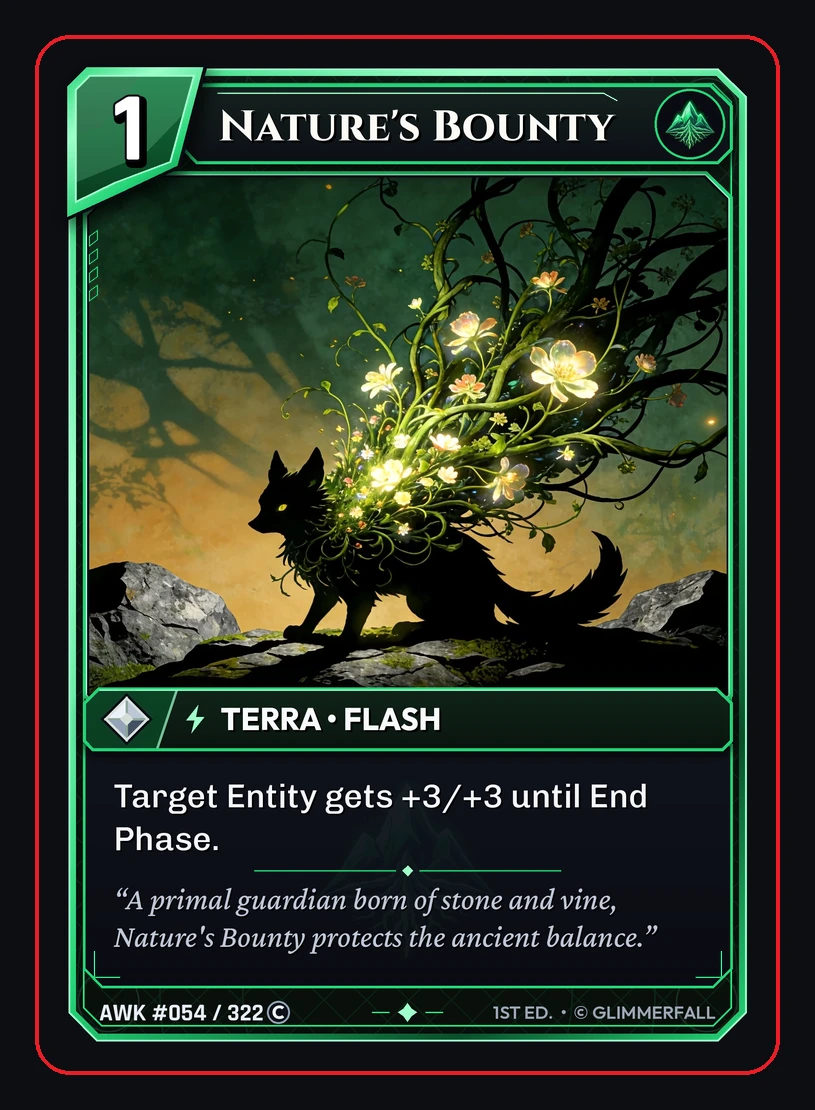 1
Nature's Bounty
TERRA • FLASH
Target Entity gets +3/+3 until End
Phase.
“A primal guardian born of stone and vine,
Nature's Bounty protects the ancient balance.”
AWK #054 / 322 Ⓒ
1ST ED. • © GLIMMERFALL